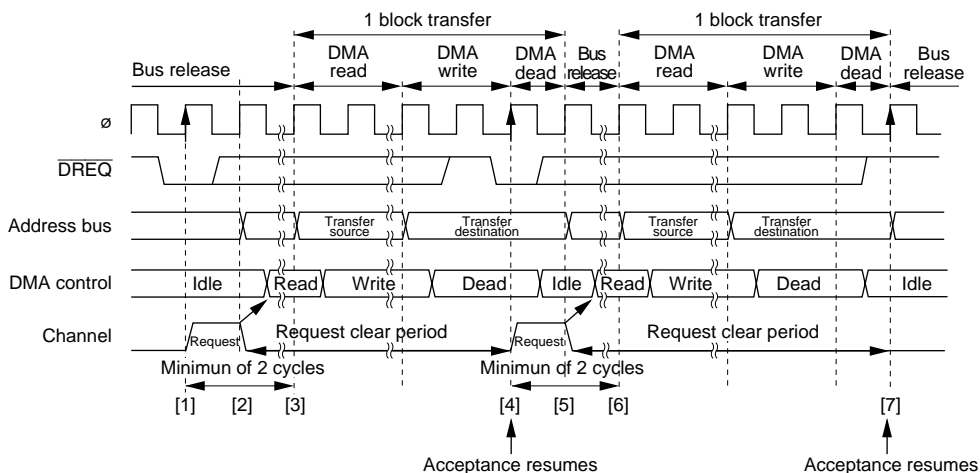 1 block transfer 1 block transfer
Bus release DMA read DMA write DMA dead Bus release DMA read DMA write DMA dead Bus release
ø
DREQ
Address bus Transfer source Transfer destination Transfer source Transfer destination
DMA control Idle Read Write Dead Idle Read Write Dead Idle
Channel Request Request clear period Request Request clear period
Minimun of 2 cycles Minimun of 2 cycles
[1] [2] [3] [4] [5] [6] [7]
Acceptance resumes Acceptance resumes